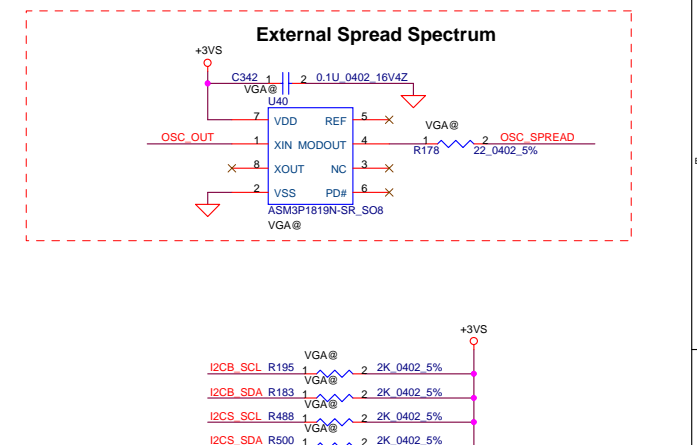 External Spread Spectrum
+3VS
C342 1 2 0.1U_0402_16V4Z
VGA@
U40
7 VDD REF 5
VGA@
OSC_OUT 1 XIN MODOUT 4 1 2 OSC_SPREAD
R178 22_0402_5%
8 XOUT NC 3
2 VSS PD# 6
ASM3P1819N-SR_SO8
VGA@
+3VS
VGA@
I2CB_SCL R195 1 2 2K_0402_5%
VGA@
I2CB_SDA R183 1 2 2K_0402_5%
VGA@
I2CS_SCL R488 1 2 2K_0402_5%
VGA@
I2CS_SDA R500 1 2 2K_0402_5%